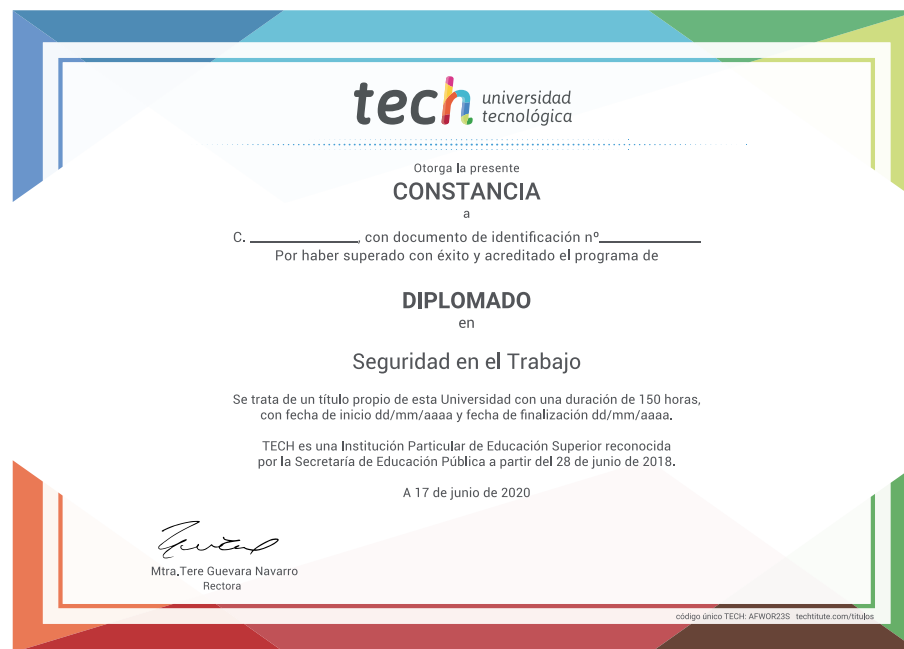 tech universidad
tecnológica
Otorga la presente
CONSTANCIA
a
C. ____________, con documento de identificación nº____________
Por haber superado con éxito y acreditado el programa de
DIPLOMADO
en
Seguridad en el Trabajo
Se trata de un título propio de esta Universidad con una duración de 150 horas,
con fecha de inicio dd/mm/aaaa y fecha de finalización dd/mm/aaaa.
TECH es una Institución Particular de Educación Superior reconocida
por la Secretaría de Educación Pública a partir del 28 de junio de 2018.
A 17 de junio de 2020
Mtra.Tere Guevara Navarro
Rectora
código único TECH: AFWOR23S techtitute.com/titulos